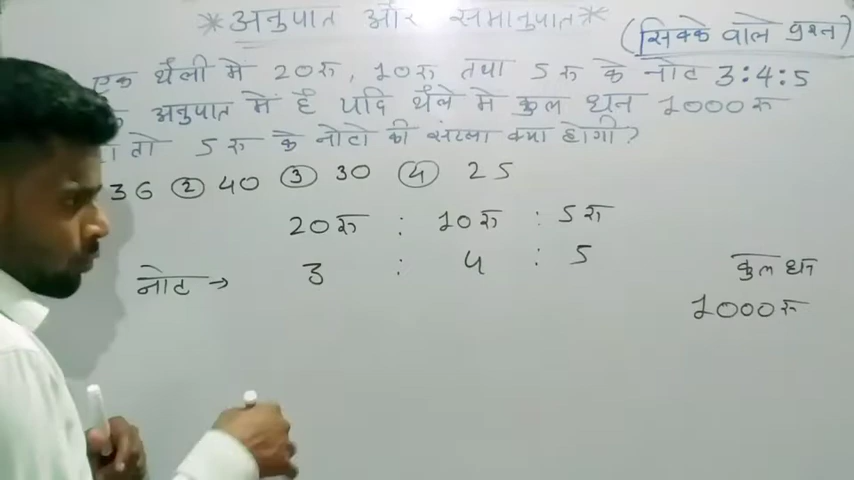 *अनुपात और समानुपात*
(सिक्के वाले प्रश्न)
एक थैली में 20रु, 10रु तथा 5रु के नोट 3:4:5
अनुपात में है यदि थैले मे कुल धन 1000रु
तो 5रु के नोटो की संख्या क्या होगी?
36 ② 40 ③ 30 ④ 25
20रु : 10रु : 5रु
नोट → 3 : 4 : 5
कुल धन
1000रु